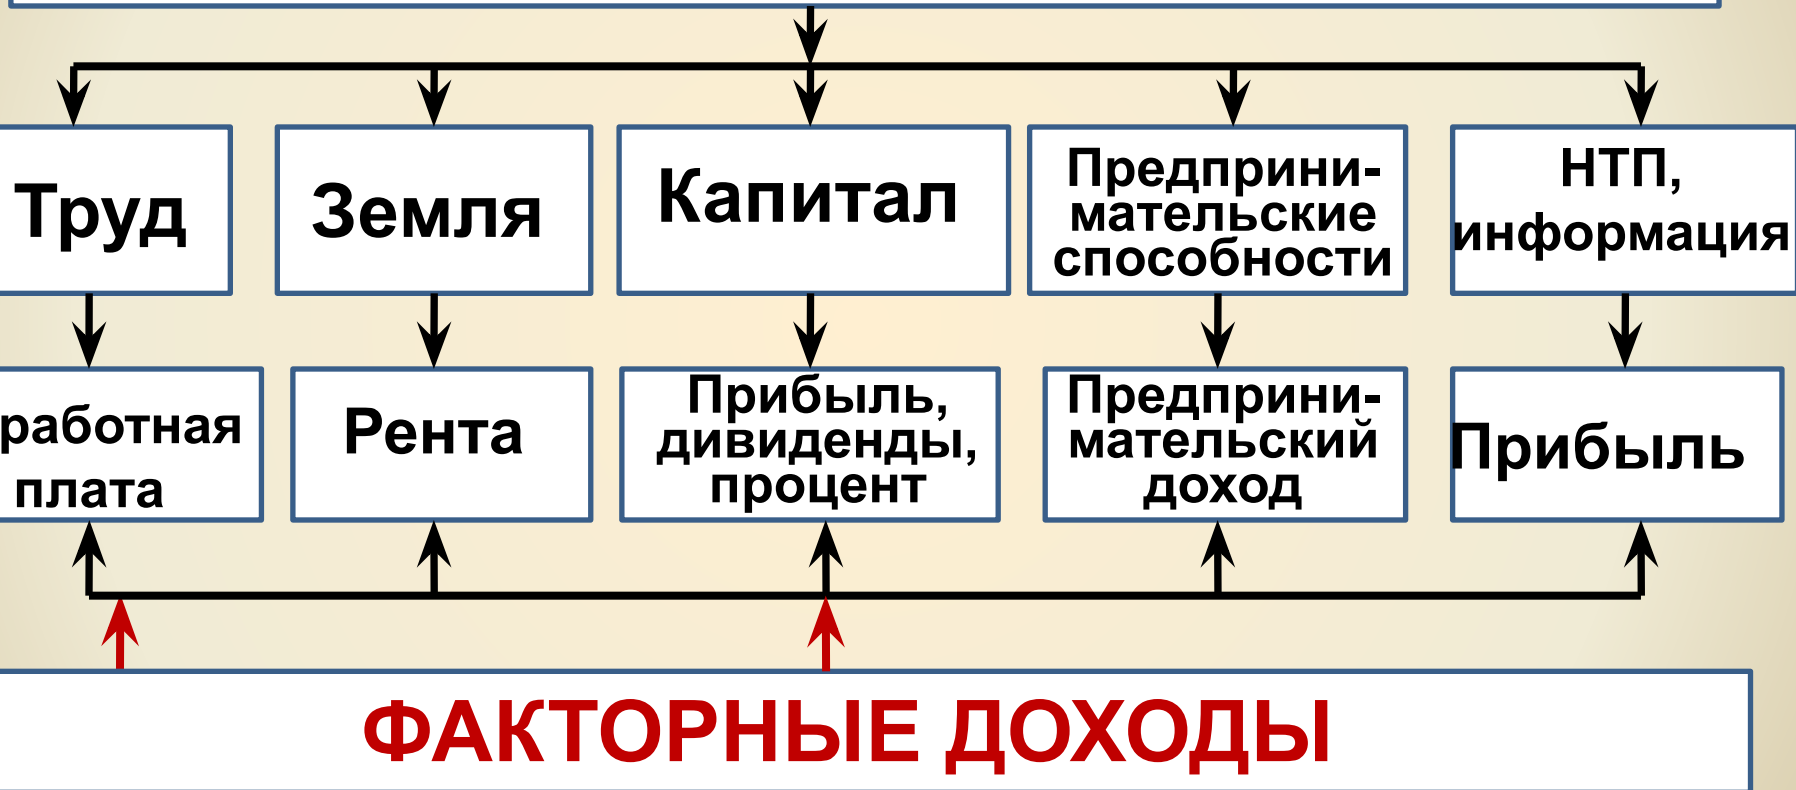 Труд
Земля
Капитал
Предприни-
мательские
способности
НТП,
информация
работная
плата
Рента
Прибыль,
дивиденды,
процент
Предприни-
мательский
доход
Прибыль
ФАКТОРНЫЕ ДОХОДЫ